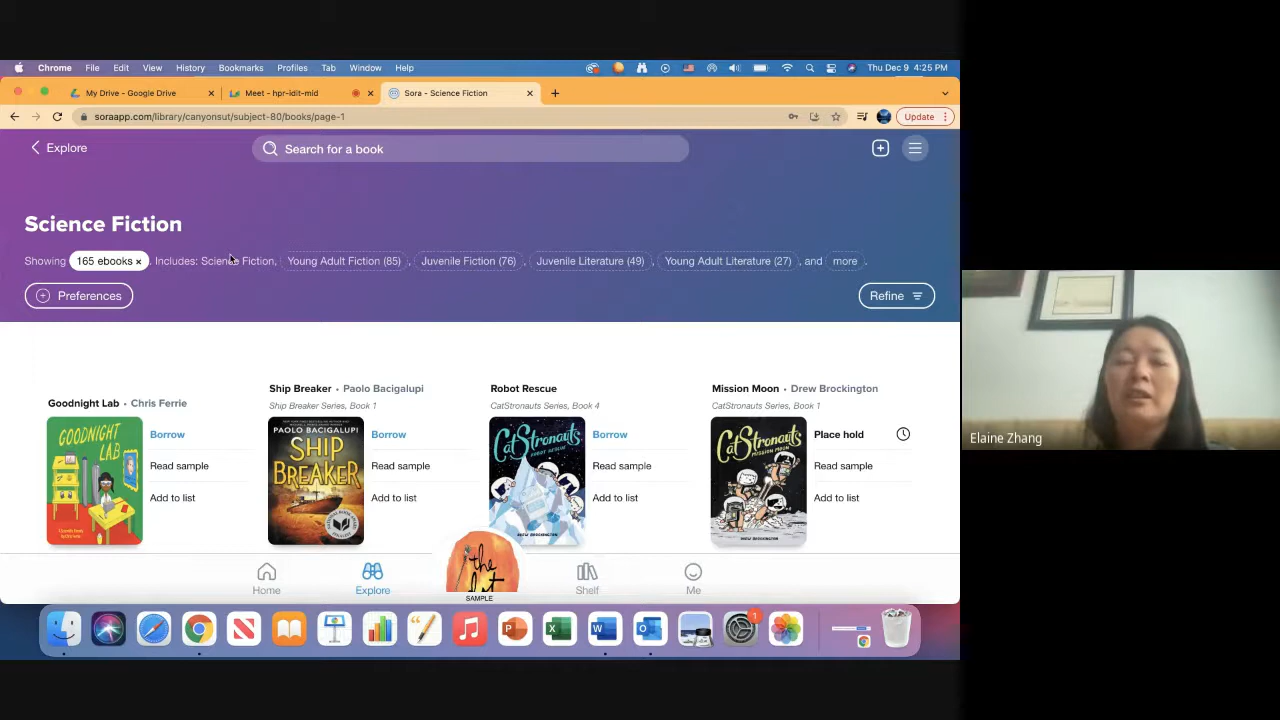 Chrome File Edit View History Bookmarks Profiles Tab Window Help Thu Dec 9 4:25 PM
My Drive - Google Drive Meet - hpr-idit-mid Sora - Science Fiction
soraapp.com/library/canyonsut/subject-80/books/page-1 Update
Explore Search for a book
Science Fiction
Showing 165 ebooks × . Includes: Science Fiction, Young Adult Fiction (85) , Juvenile Fiction (76) , Juvenile Literature (49) , Young Adult Literature (27) , and more .
Preferences Refine
Goodnight Lab • Chris Ferrie
GOODNIGHT
LAB
Borrow
Read sample
Add to list
Ship Breaker • Paolo Bacigalupi
Ship Breaker Series, Book 1
PAOLO BACIGALUPI
SHIP
BREAKER
Borrow
Read sample
Add to list
Robot Rescue
CatStronauts Series, Book 4
CatStronauts
ROBOT RESCUE
DREW BROCKINGTON
Borrow
Read sample
Add to list
Mission Moon • Drew Brockington
CatStronauts Series, Book 1
CatStronauts
MISSION MOON
DREW BROCKINGTON
Place hold
Read sample
Add to list
Home
Explore
the
dot
SAMPLE
Shelf
Me
1
Elaine Zhang